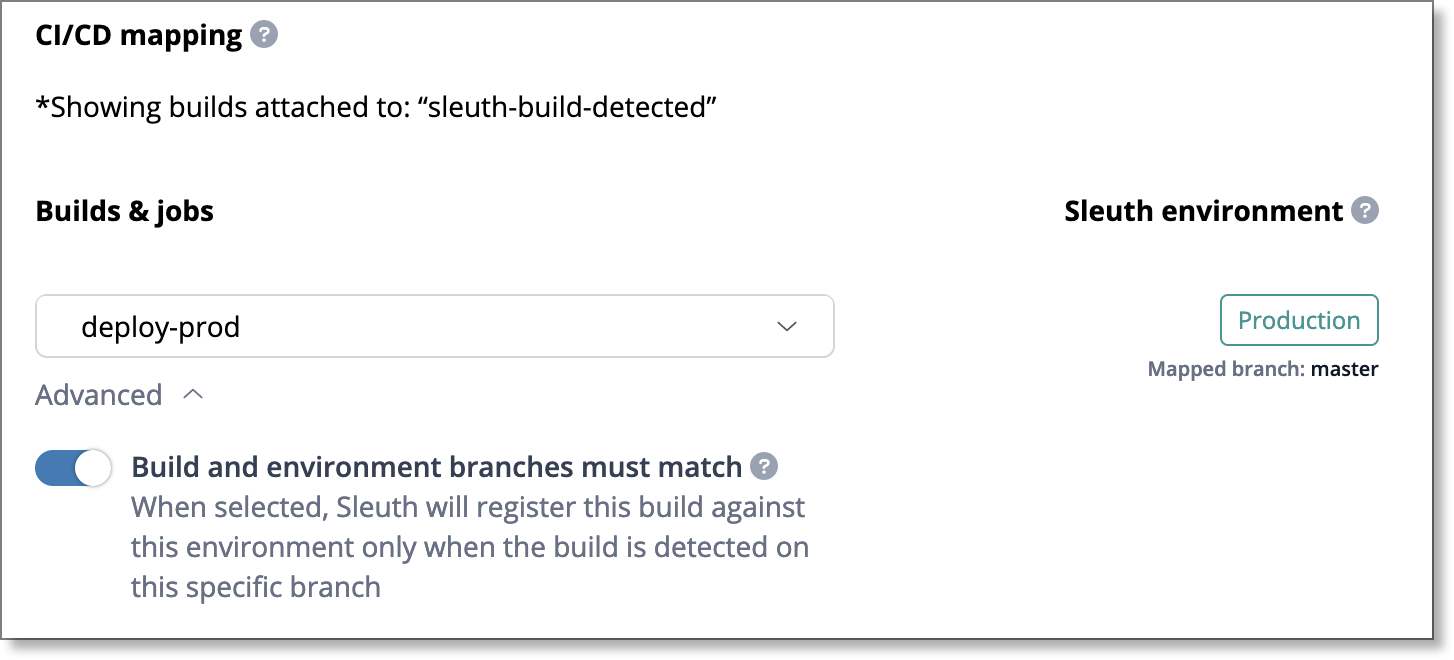 CI/CD mapping ?
*Showing builds attached to: “sleuth-build-detected”
Builds & jobs
Sleuth environment ?
deploy-prod
Production
Mapped branch: master
Advanced
Build and environment branches must match ?
When selected, Sleuth will register this build against
this environment only when the build is detected on
this specific branch